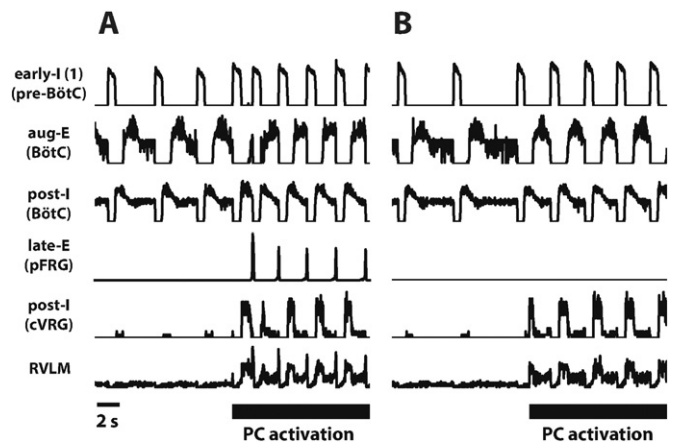 A
B
early-I (1)
(pre-BötC)
aug-E
(BötC)
post-I
(BötC)
late-E
(pFRG)
post-I
(cVRG)
RVLM
2 s
PC activation
PC activation